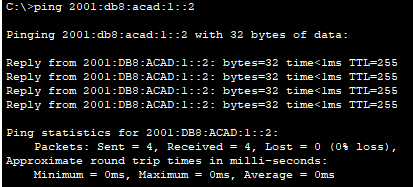 C:\>ping 2001:db8:acad:1::2
Pinging 2001:db8:acad:1::2 with 32 bytes of data:
Reply from 2001:DB8:ACAD:1::2: bytes=32 time<1ms TTL=255
Reply from 2001:DB8:ACAD:1::2: bytes=32 time<1ms TTL=255
Reply from 2001:DB8:ACAD:1::2: bytes=32 time<1ms TTL=255
Reply from 2001:DB8:ACAD:1::2: bytes=32 time<1ms TTL=255
Ping statistics for 2001:DB8:ACAD:1::2:
Packets: Sent = 4, Received = 4, Lost = 0 (0% loss),
Approximate round trip times in milli-seconds:
Minimum = 0ms, Maximum = 0ms, Average = 0ms